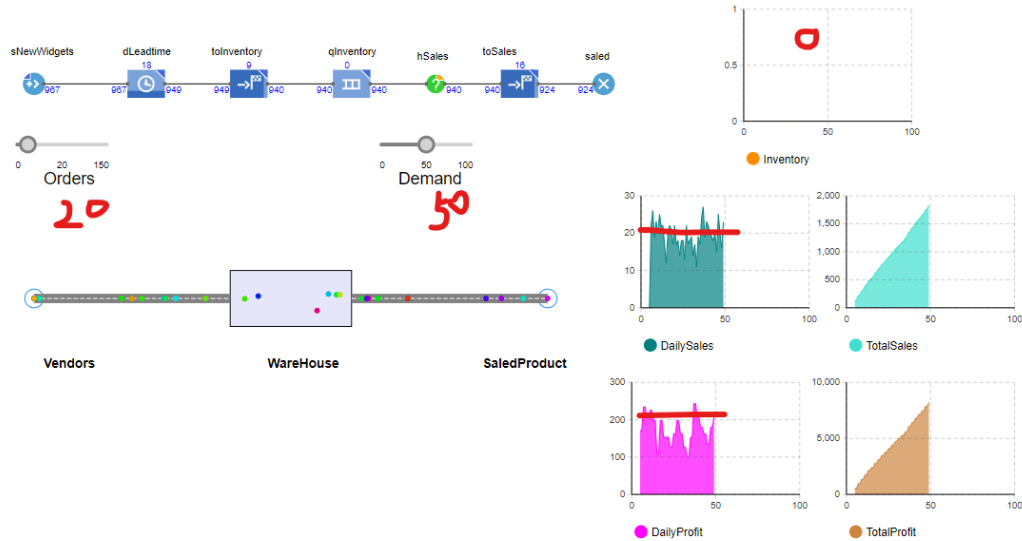 sNewWidgets dLeadtime toInventory qInventory hSales toSales saled
18 9 0 16
967 967 949 949 940 940 940 940 940 924 924
0 20 150
Orders
20
0 50 100
Demand
50
Vendors WareHouse SaledProduct
1
0.5
0
0 50 100
0
Inventory
30
20
10
0
0 50 100
DailySales
2,000
1,500
1,000
500
0
0 50 100
TotalSales
300
200
100
0
0 50 100
DailyProfit
10,000
5,000
0
0 50 100
TotalProfit